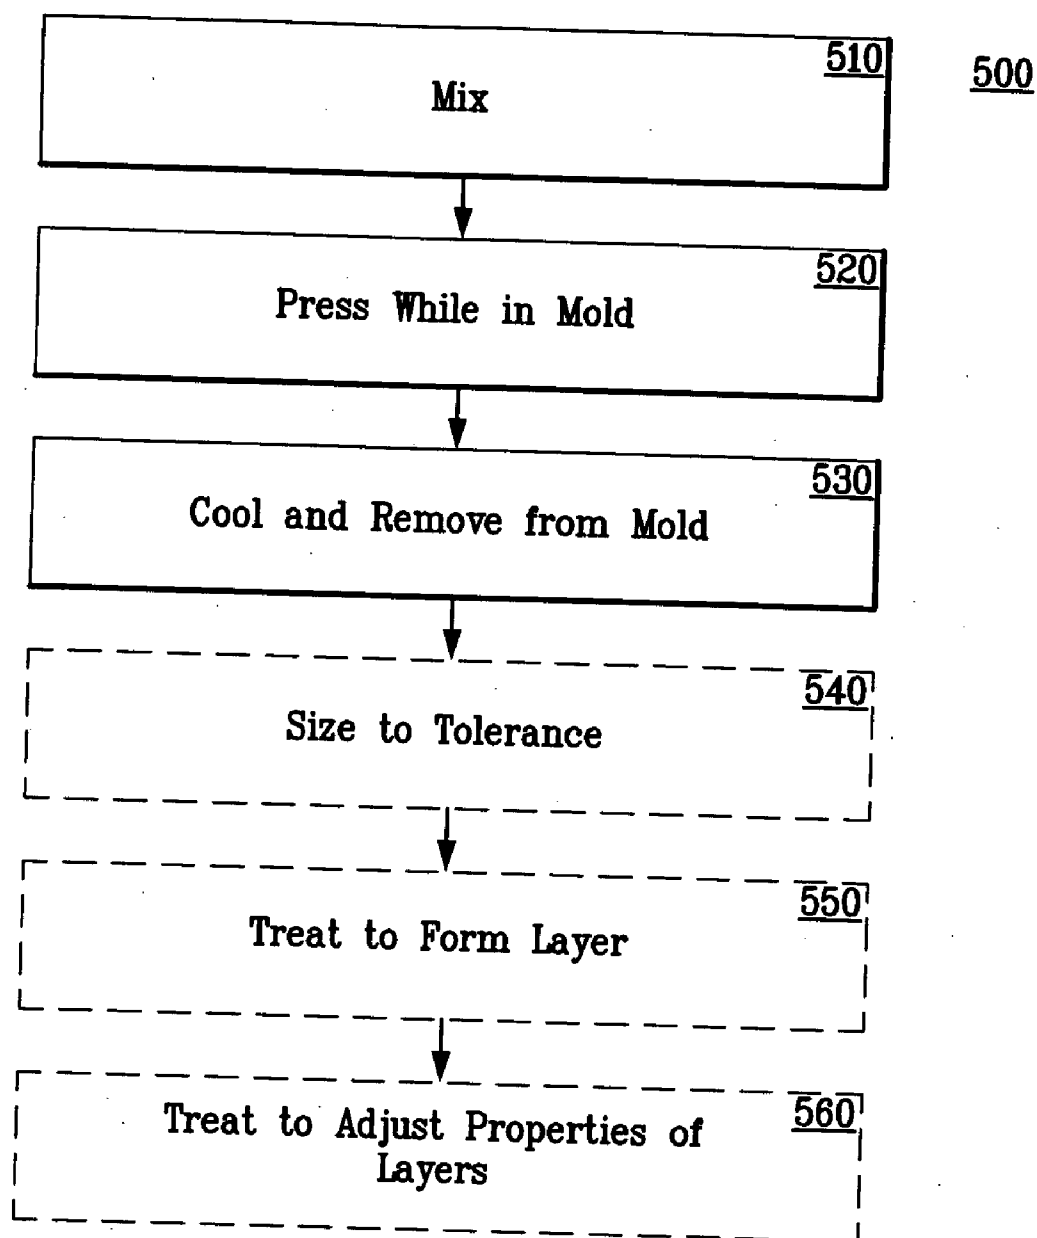 510
500
Mix
520
Press While in Mold
530
Cool and Remove from Mold
540
Size to Tolerance
550
Treat to Form Layer
560
Treat to Adjust Properties of
Layers